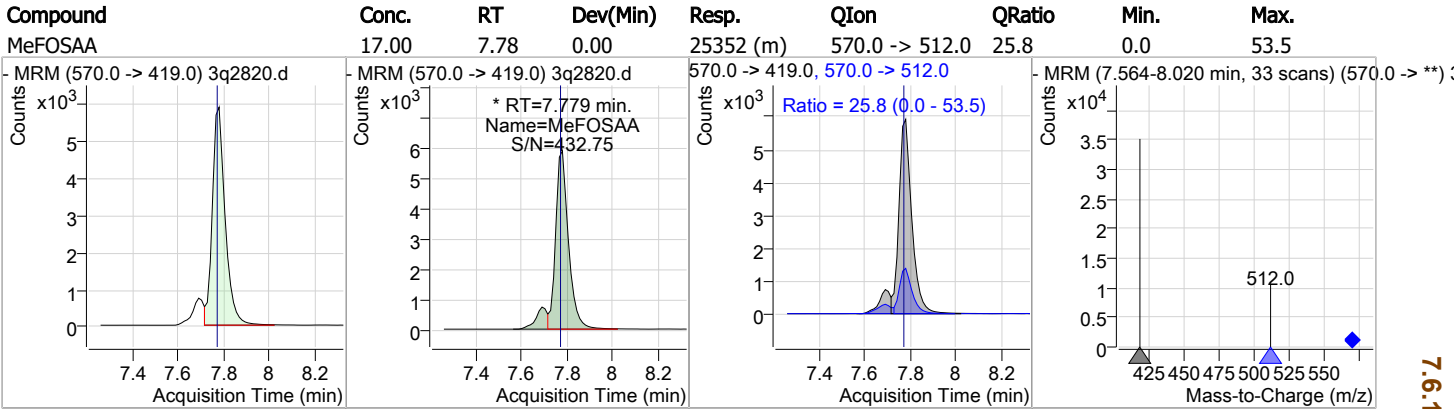 Compound Conc. RT Dev(Min) Resp. QIon QRatio Min. Max.
MeFOSAA 17.00 7.78 0.00 25352 (m) 570.0 -> 512.0 25.8 0.0 53.5
- MRM (570.0 -> 419.0) 3q2820.d
Counts
x10³
5
4
3
2
1
0
7.4 7.6 7.8 8 8.2
Acquisition Time (min)
- MRM (570.0 -> 419.0) 3q2820.d
Counts
x10³
* RT=7.779 min.
Name=MeFOSAA
S/N=432.75
6
5
4
3
2
1
0
7.4 7.6 7.8 8 8.2
Acquisition Time (min)
570.0 -> 419.0, 570.0 -> 512.0
Counts
x10³
Ratio = 25.8 (0.0 - 53.5)
5
4
3
2
1
0
7.4 7.6 7.8 8 8.2
Acquisition Time (min)
- MRM (7.564-8.020 min, 33 scans) (570.0 -> **)
Counts
x10⁴
3.5
3
2.5
2
1.5
1
0.5
0
512.0
425 450 475 500 525 550
Mass-to-Charge (m/z)
7.6.1